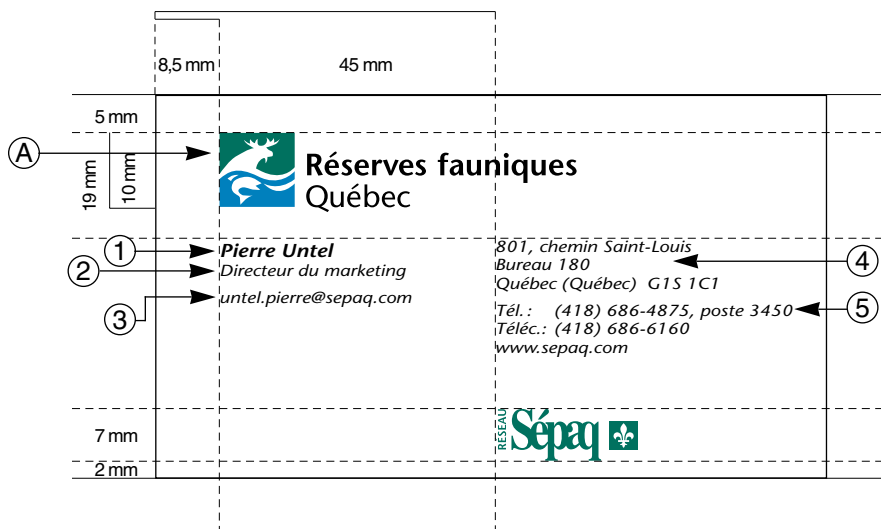 8,5 mm
45 mm
5 mm
A
19 mm
10 mm
Réserves fauniques
Québec
1
Pierre Untel
2
Directeur du marketing
3
untel.pierre@sepaq.com
801, chemin Saint-Louis
Bureau 180
4
Québec (Québec) G1S 1C1
Tél. : (418) 686-4875, poste 3450
5
Téléc.: (418) 686-6160
www.sepaq.com
7 mm
RÉSEAU
Sépaq
2 mm